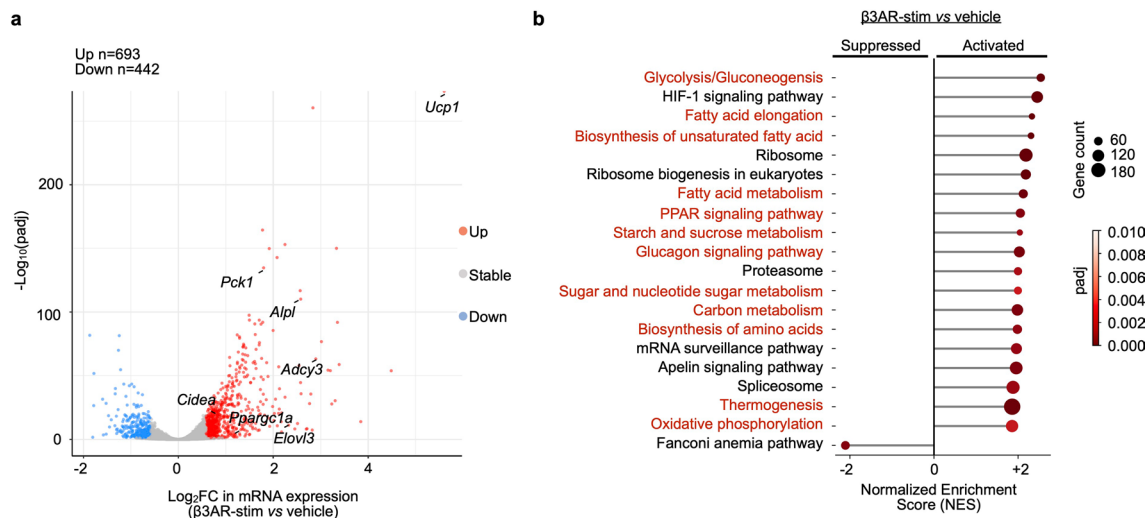 a
Up n=693
Down n=442
Ucp1
200
Pck1
Alpl
100
Adcy3
Cidea
Ppargc1a
Elovl3
0
-2
0
2
4
-Log10(padj)
Log2FC in mRNA expression
(β3AR-stim vs vehicle)
Up
Stable
Down
b
β3AR-stim vs vehicle
Suppressed
Activated
Glycolysis/Gluconeogensis
HIF-1 signaling pathway
Fatty acid elongation
Biosynthesis of unsaturated fatty acid
Ribosome
Ribosome biogenesis in eukaryotes
Fatty acid metabolism
PPAR signaling pathway
Starch and sucrose metabolism
Glucagon signaling pathway
Proteasome
Sugar and nucleotide sugar metabolism
Carbon metabolism
Biosynthesis of amino acids
mRNA surveillance pathway
Apelin signaling pathway
Spliceosome
Thermogenesis
Oxidative phosphorylation
Fanconi anemia pathway
-2
0
+2
Normalized Enrichment
Score (NES)
Gene count
60
120
180
padj
0.010
0.008
0.006
0.004
0.002
0.000